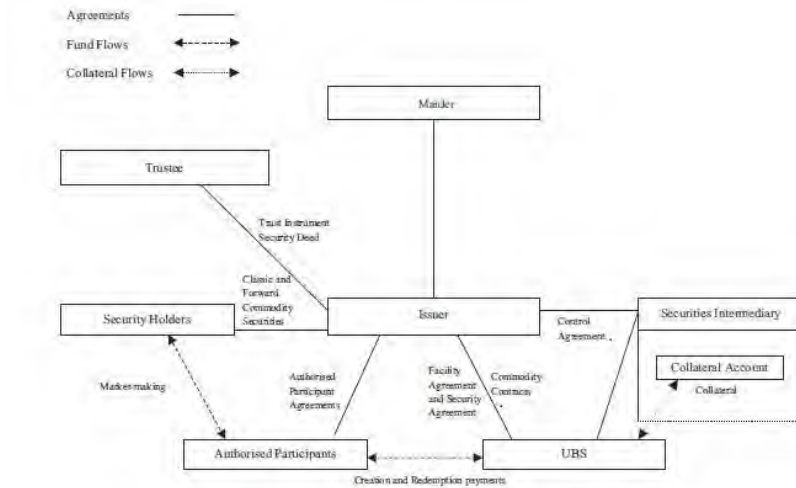 Agreements
Fund Flows
Collateral Flows
Manler
Trustee
Trust Instrument
Security Deed
Classic and
Forward
Commodity
Securities
Security Holders
Issuer
Securities Intermediary
Control
Agreement
Collateral Account
Collateral
Market-making
Authorised
Participant
Agreements
Facility
Agreement
and Security
Agreement
Commodity
Contracts
Authorised Participants
UBS
Creation and Redemption payments